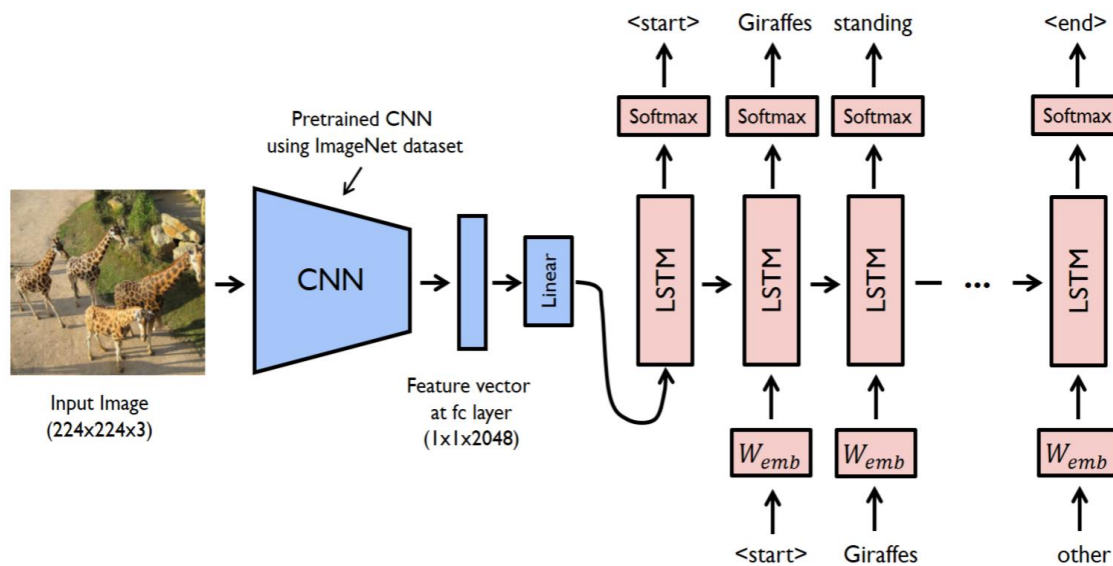 <start> Giraffes standing <end>
Softmax Softmax Softmax Softmax
Pretrained CNN
using ImageNet dataset
CNN
Linear
LSTM LSTM LSTM ... LSTM
Input Image
(224x224x3)
Feature vector
at fc layer
(1x1x2048)
W_emb W_emb W_emb
<start> Giraffes other